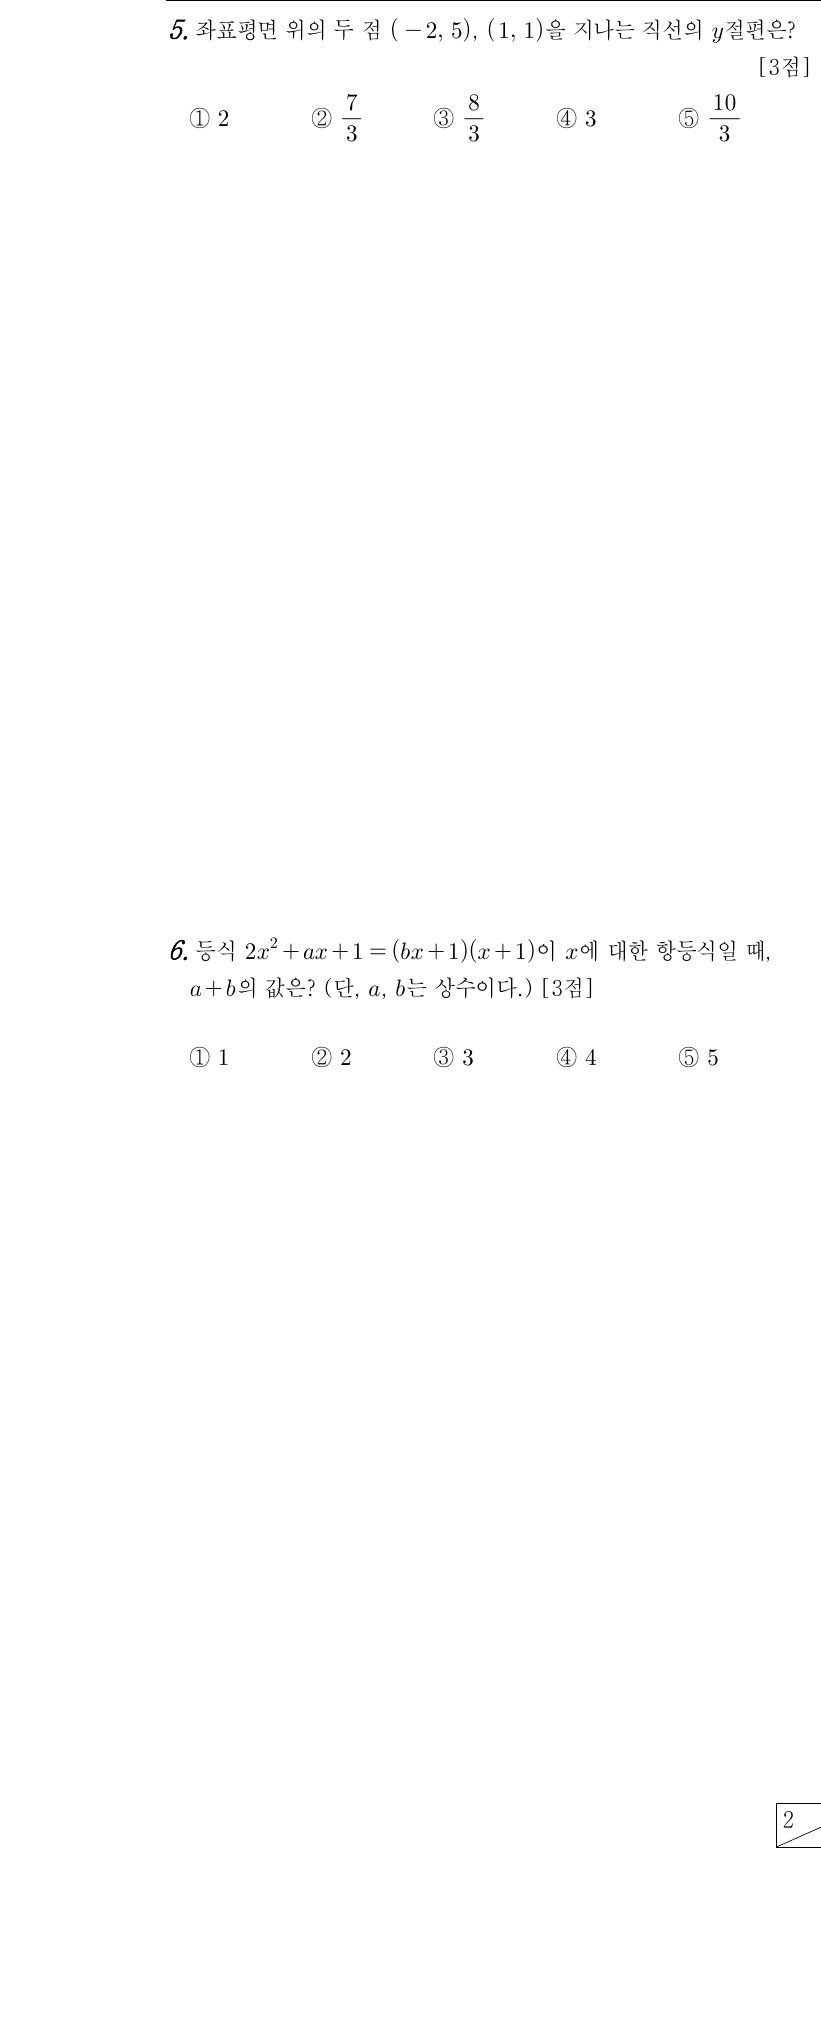 5. 좌표평면 위의 두 점 (−2, 5), (1, 1)을 지나는 직선의 y절편은?
[3점]
① 2 ② 7/3 ③ 8/3 ④ 3 ⑤ 10/3
6. 등식 2x²+ax+1=(bx+1)(x+1)이 x에 대한 항등식일 때,
a+b의 값은? (단, a, b는 상수이다.) [3점]
① 1 ② 2 ③ 3 ④ 4 ⑤ 5
2